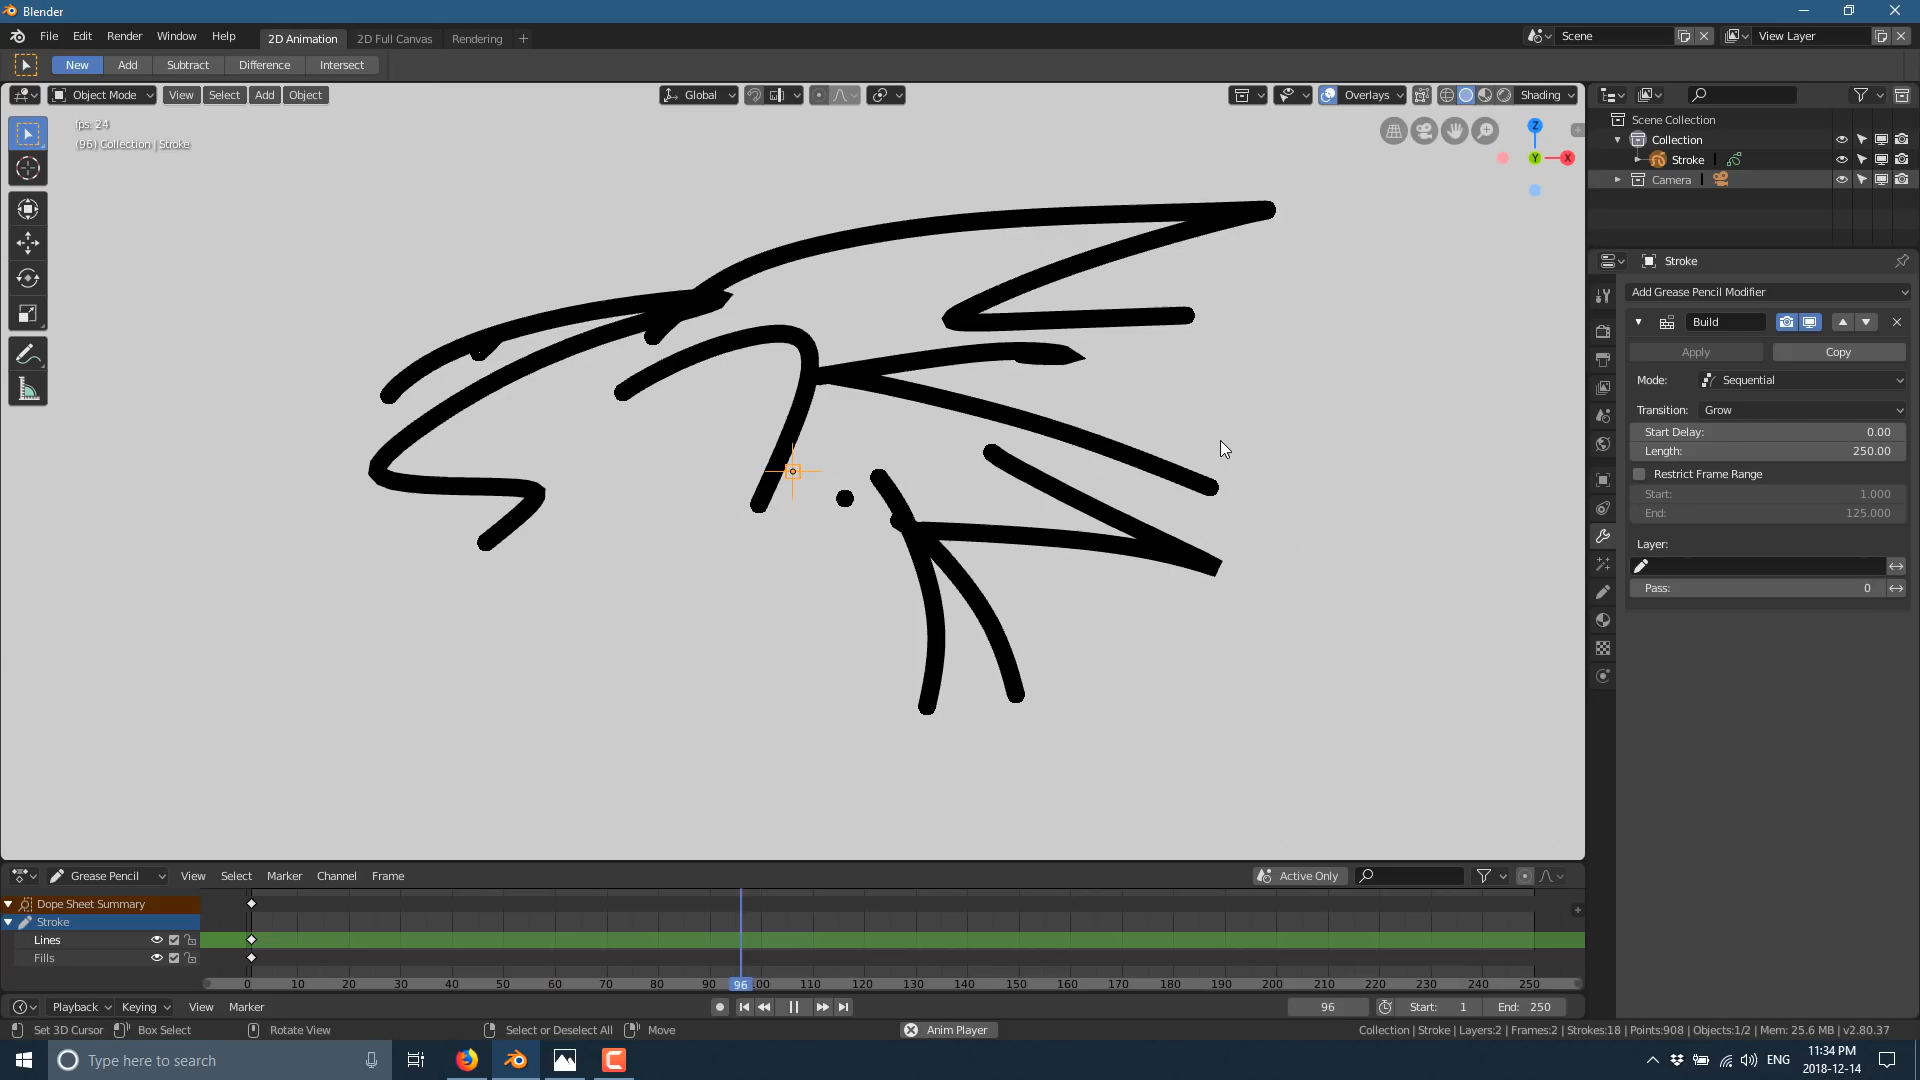 Blender
File Edit Render Window Help 2D Animation 2D Full Canvas Rendering + Scene View Layer
New Add Subtract Difference Intersect
Object Mode View Select Add Object Global Overlays Shading
fps: 24
(96) Collection | Stroke
Z
Y X
Scene Collection
Collection
Stroke
Camera
Stroke
Add Grease Pencil Modifier
Build
Apply Copy
Mode: Sequential
Transition: Grow
Start Delay: 0.00
Length: 250.00
Restrict Frame Range
Start: 1.000
End: 125.000
Layer:
Pass: 0
Grease Pencil View Select Marker Channel Frame Active Only
Dope Sheet Summary
Stroke
Lines
Fills
0 10 20 30 40 50 60 70 80 90 96 100 110 120 130 140 150 160 170 180 190 200 210 220 230 240 250
Playback Keying View Marker 96 Start: 1 End: 250
Set 3D Cursor Box Select Rotate View Select or Deselect All Move Anim Player Collection | Stroke | Layers:2 | Frames:2 | Strokes:18 | Points:908 | Objects:1/2 | Mem: 25.6 MB | v2.80.37
Type here to search ENG 11:34 PM
2018-12-14